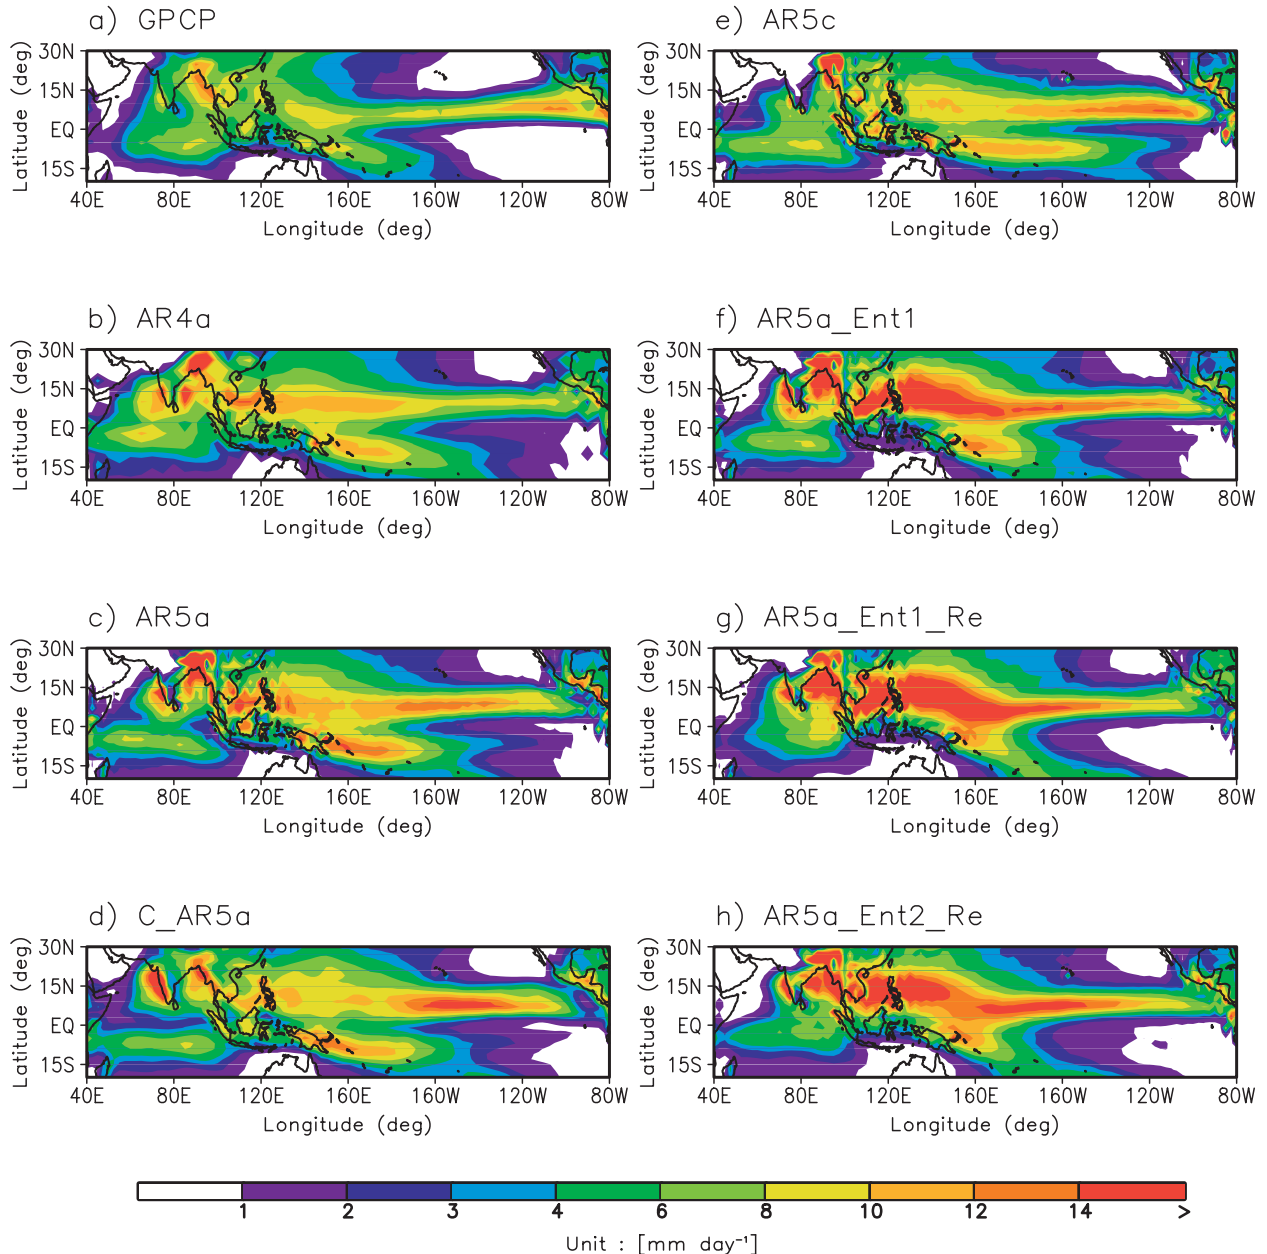 a) GPCP
30N
15N
EQ
15S
Latitude (deg)
40E 80E 120E 160E 160W 120W 80W
Longitude (deg)
e) AR5c
30N
15N
EQ
15S
Latitude (deg)
40E 80E 120E 160E 160W 120W 80W
Longitude (deg)
b) AR4a
30N
15N
EQ
15S
Latitude (deg)
40E 80E 120E 160E 160W 120W 80W
Longitude (deg)
f) AR5a_Ent1
30N
15N
EQ
15S
Latitude (deg)
40E 80E 120E 160E 160W 120W 80W
Longitude (deg)
c) AR5a
30N
15N
EQ
15S
Latitude (deg)
40E 80E 120E 160E 160W 120W 80W
Longitude (deg)
g) AR5a_Ent1_Re
30N
15N
EQ
15S
Latitude (deg)
40E 80E 120E 160E 160W 120W 80W
Longitude (deg)
d) C_AR5a
30N
15N
EQ
15S
Latitude (deg)
40E 80E 120E 160E 160W 120W 80W
Longitude (deg)
h) AR5a_Ent2_Re
30N
15N
EQ
15S
Latitude (deg)
40E 80E 120E 160E 160W 120W 80W
Longitude (deg)
1 2 3 4 6 8 10 12 14 >
Unit : [mm day⁻¹]